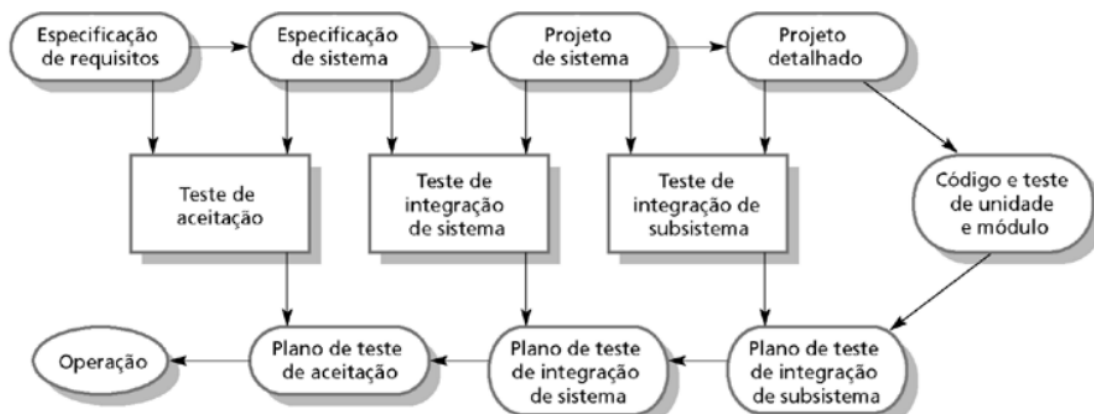 Especificação
de requisitos
Especificação
de sistema
Projeto
de sistema
Projeto
detalhado
Teste de
aceitação
Teste de
integração
de sistema
Teste de
integração de
subsistema
Código e teste
de unidade
e módulo
Operação
Plano de teste
de aceitação
Plano de teste
de integração
de sistema
Plano de teste
de integração
de subsistema